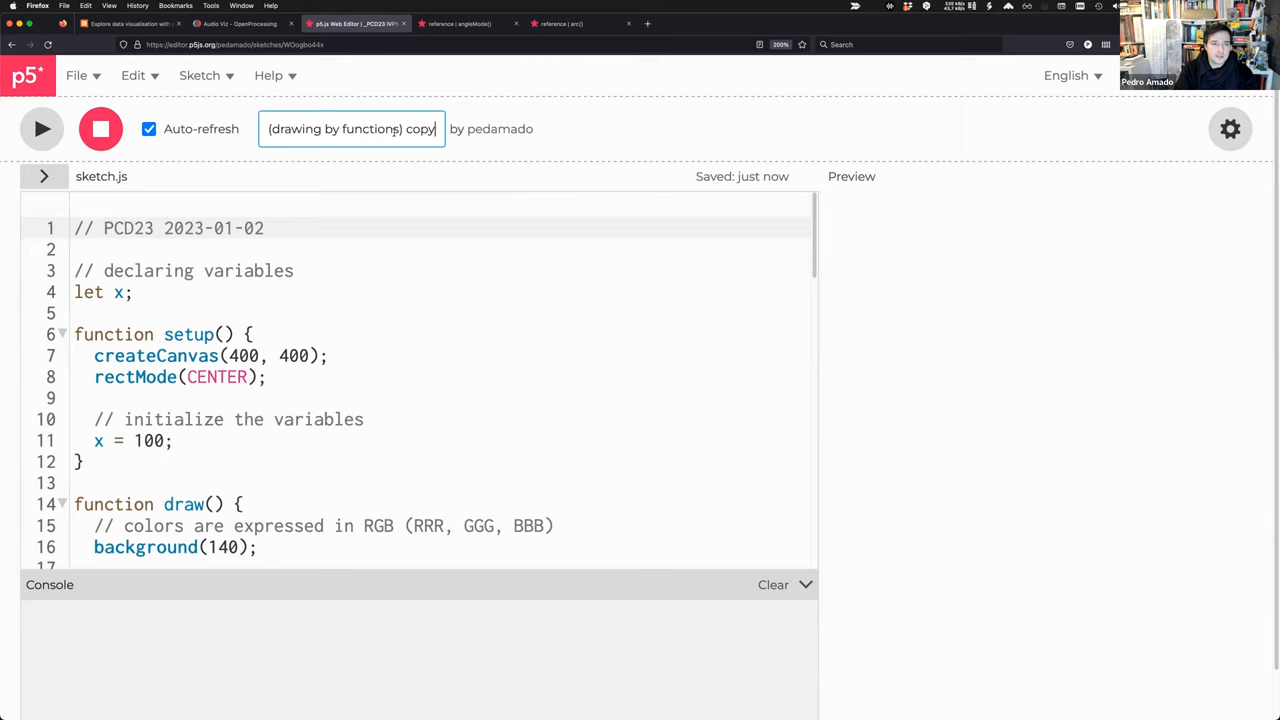 Firefox File Edit View History Bookmarks Tools Window Help
Explore data visualisation with
Audio Viz - OpenProcessing
p5.js Web Editor | _PCD23 IVP
reference | angleMode()
reference | arc()
https://editor.p5js.org/pedamado/sketches/WOogbo44x
200%
Search
Pedro Amado
p5* File Edit Sketch Help English
Auto-refresh (drawing by functions) copy by pedamado
sketch.js Saved: just now Preview
1 // PCD23 2023-01-02
2
3 // declaring variables
4 let x;
5
6 function setup() {
7 createCanvas(400, 400);
8 rectMode(CENTER);
9
10 // initialize the variables
11 x = 100;
12 }
13
14 function draw() {
15 // colors are expressed in RGB (RRR, GGG, BBB)
16 background(140);
17
Console Clear